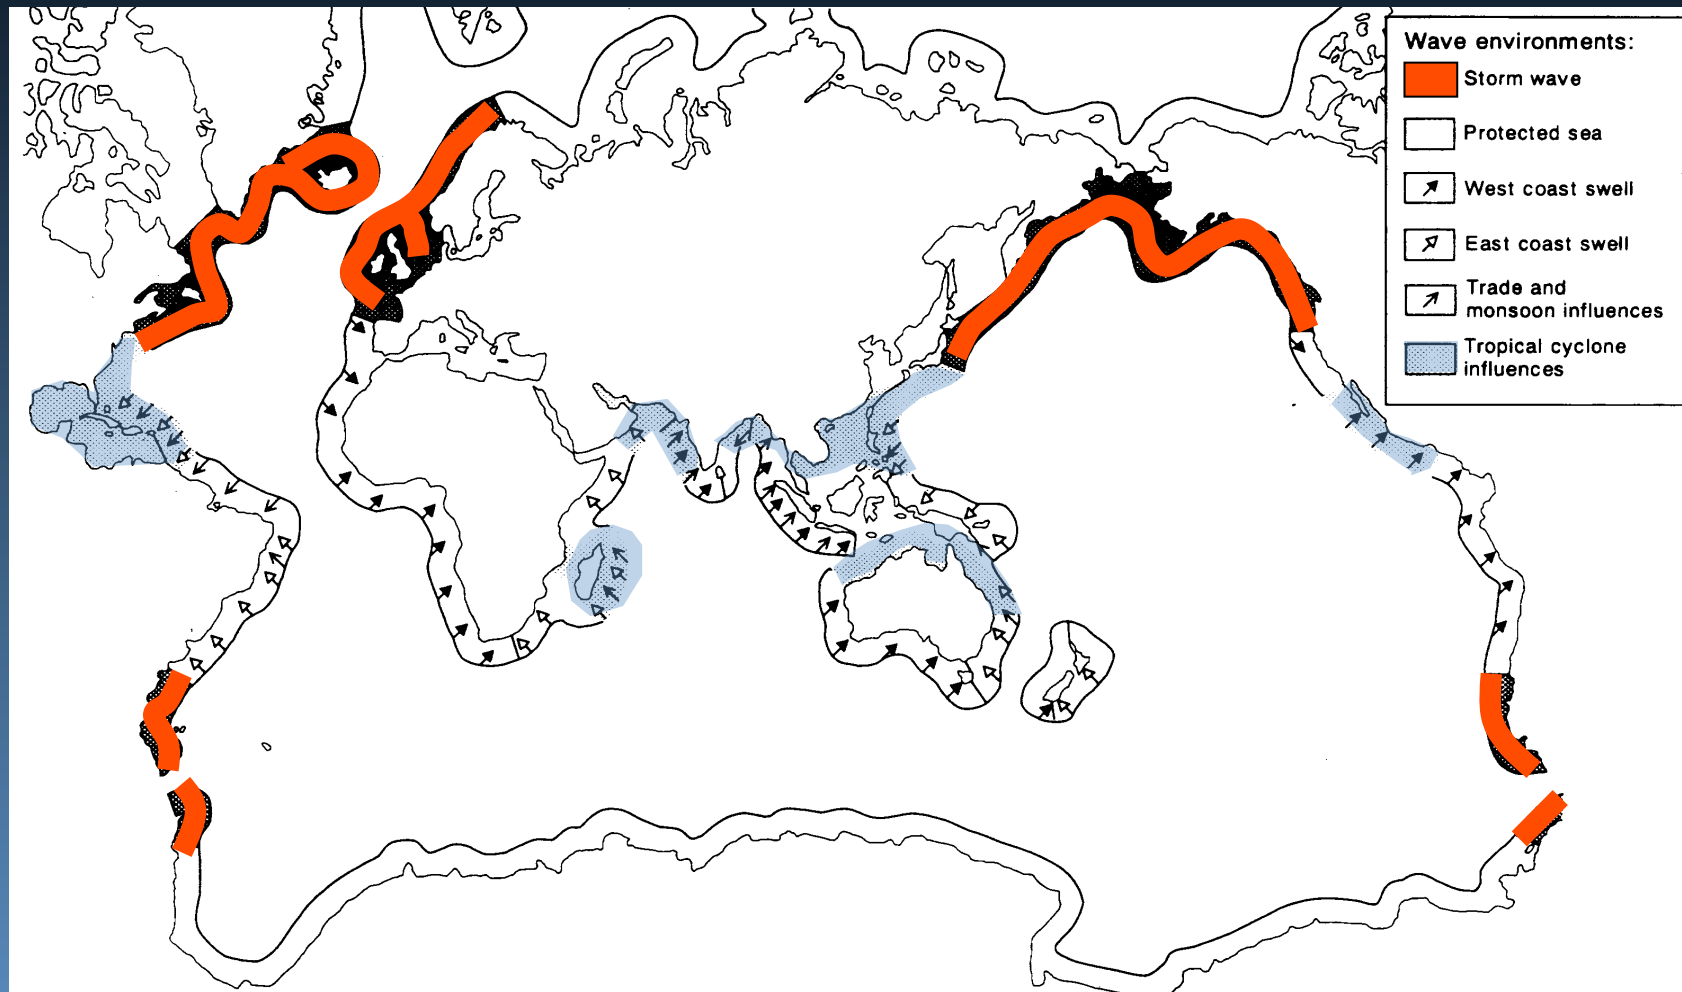 Wave environments:
Storm wave
Protected sea
West coast swell
East coast swell
Trade and
monsoon influences
Tropical cyclone
influences